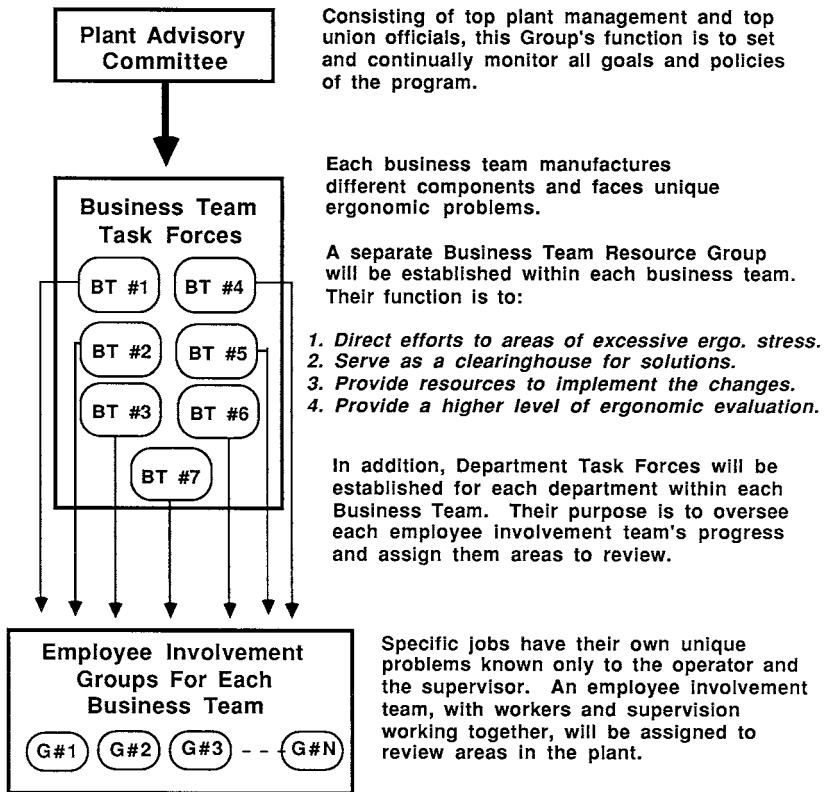 Plant Advisory
Committee
Consisting of top plant management and top
union officials, this Group's function is to set
and continually monitor all goals and policies
of the program.
Business Team
Task Forces
BT #1
BT #4
BT #2
BT #5
BT #3
BT #6
BT #7
Each business team manufactures
different components and faces unique
ergonomic problems.
A separate Business Team Resource Group
will be established within each business team.
Their function is to:
1. Direct efforts to areas of excessive ergo. stress.
2. Serve as a clearinghouse for solutions.
3. Provide resources to implement the changes.
4. Provide a higher level of ergonomic evaluation.
In addition, Department Task Forces will be
established for each department within each
Business Team. Their purpose is to oversee
each employee involvement team's progress
and assign them areas to review.
Employee Involvement
Groups For Each
Business Team
G#1 G#2 G#3 - - - G#N
Specific jobs have their own unique
problems known only to the operator and
the supervisor. An employee involvement
team, with workers and supervision
working together, will be assigned to
review areas in the plant.